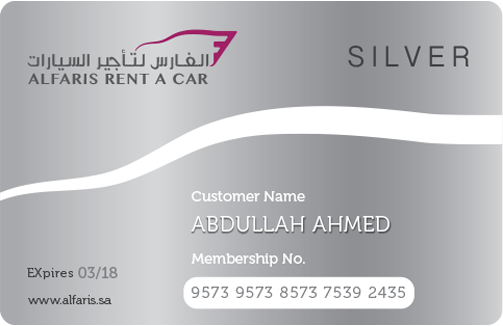 الفارس لتأجير السيارات
ALFARIS RENT A CAR
SILVER
Customer Name
ABDULLAH AHMED
Membership No.
9573 9573 8573 7539 2435
EXpires 03/18
www.alfaris.sa